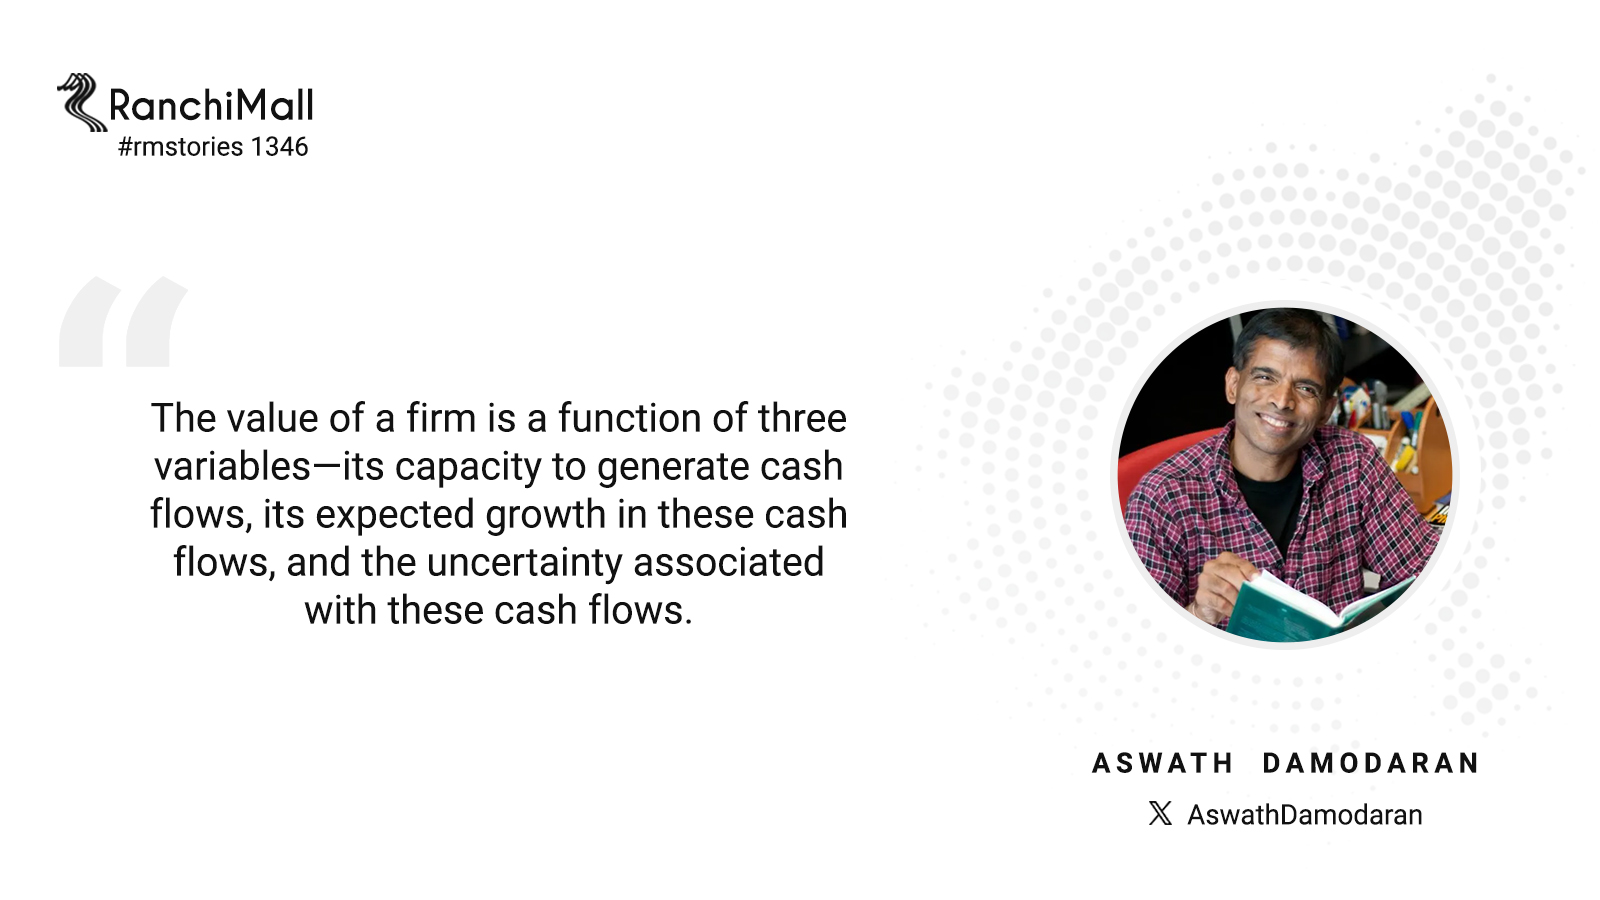 RanchiMall
#rmstories 1346
“
The value of a firm is a function of three
variables—its capacity to generate cash
flows, its expected growth in these cash
flows, and the uncertainty associated
with these cash flows.
ASWATH DAMODARAN
𝕏 AswathDamodaran